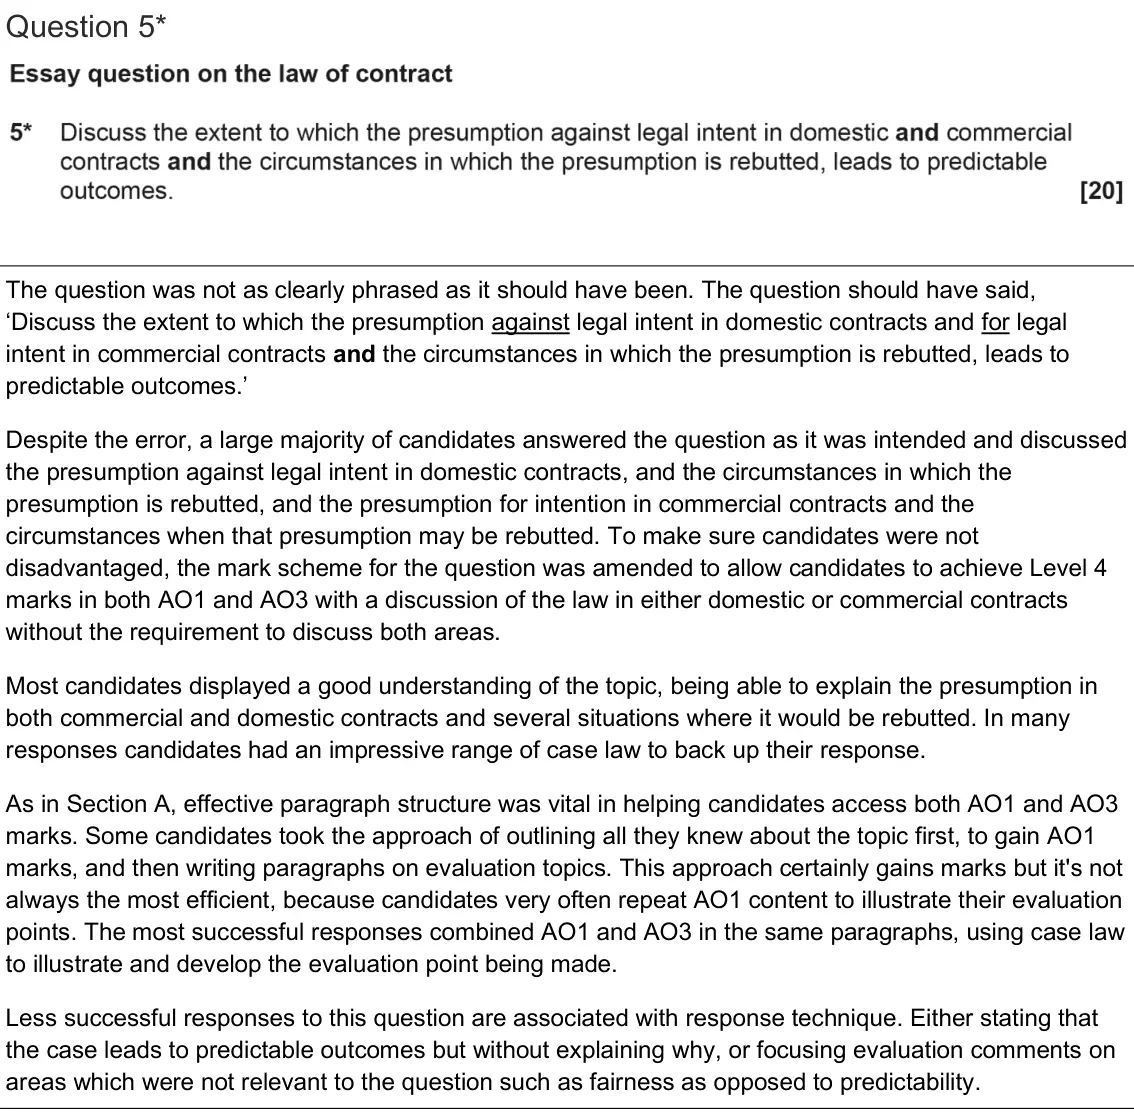 Question 5*
Essay question on the law of contract
5* Discuss the extent to which the presumption against legal intent in domestic and commercial
contracts and the circumstances in which the presumption is rebutted, leads to predictable
outcomes.
[20]
The question was not as clearly phrased as it should have been. The question should have said,
‘Discuss the extent to which the presumption against legal intent in domestic contracts and for legal
intent in commercial contracts and the circumstances in which the presumption is rebutted, leads to
predictable outcomes.’
Despite the error, a large majority of candidates answered the question as it was intended and discussed
the presumption against legal intent in domestic contracts, and the circumstances in which the
presumption is rebutted, and the presumption for intention in commercial contracts and the
circumstances when that presumption may be rebutted. To make sure candidates were not
disadvantaged, the mark scheme for the question was amended to allow candidates to achieve Level 4
marks in both AO1 and AO3 with a discussion of the law in either domestic or commercial contracts
without the requirement to discuss both areas.
Most candidates displayed a good understanding of the topic, being able to explain the presumption in
both commercial and domestic contracts and several situations where it would be rebutted. In many
responses candidates had an impressive range of case law to back up their response.
As in Section A, effective paragraph structure was vital in helping candidates access both AO1 and AO3
marks. Some candidates took the approach of outlining all they knew about the topic first, to gain AO1
marks, and then writing paragraphs on evaluation topics. This approach certainly gains marks but it's not
always the most efficient, because candidates very often repeat AO1 content to illustrate their evaluation
points. The most successful responses combined AO1 and AO3 in the same paragraphs, using case law
to illustrate and develop the evaluation point being made.
Less successful responses to this question are associated with response technique. Either stating that
the case leads to predictable outcomes but without explaining why, or focusing evaluation comments on
areas which were not relevant to the question such as fairness as opposed to predictability.